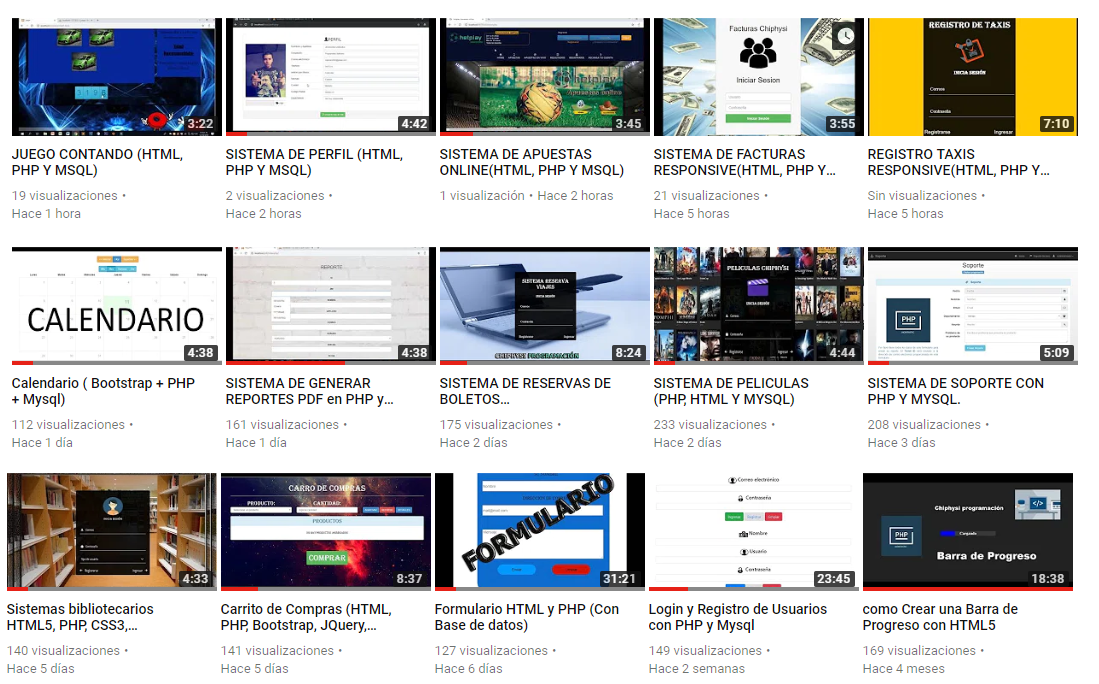 3:22
4:42
3:45
Facturas Chiphysi
Iniciar Sesion
3:55
REGISTRO DE TAXIS
INICIA SESIÓN
Correo
Contraseña
Registrarse Ingresar
7:10
JUEGO CONTANDO (HTML,
PHP Y MSQL)
19 visualizaciones •
Hace 1 hora
SISTEMA DE PERFIL (HTML,
PHP Y MSQL)
2 visualizaciones •
Hace 2 horas
SISTEMA DE APUESTAS
ONLINE(HTML, PHP Y MSQL)
1 visualización • Hace 2 horas
SISTEMA DE FACTURAS
RESPONSIVE(HTML, PHP Y...
21 visualizaciones •
Hace 5 horas
REGISTRO TAXIS
RESPONSIVE(HTML, PHP Y...
Sin visualizaciones •
Hace 5 horas
CALENDARIO
4:38
REPORTE
4:38
SISTEMA RESERVA
VIAJES
INICIA SESIÓN
CHIPHYSI PROGRAMACIÓN
8:24
PELICULAS CHIPHYSI
INICIA SESIÓN
4:44
Soporte
PHP
5:09
Calendario ( Bootstrap + PHP
+ Mysql)
112 visualizaciones •
Hace 1 día
SISTEMA DE GENERAR
REPORTES PDF en PHP y...
161 visualizaciones •
Hace 1 día
SISTEMA DE RESERVAS DE
BOLETOS...
175 visualizaciones •
Hace 2 días
SISTEMA DE PELICULAS
(PHP, HTML Y MYSQL)
233 visualizaciones •
Hace 2 días
SISTEMA DE SOPORTE CON
PHP Y MYSQL.
208 visualizaciones •
Hace 3 días
4:33
CARRO DE COMPRAS
PRODUCTO: CANTIDAD:
PRODUCTOS
COMPRAR
8:37
FORMULARIO
31:21
Correo electronico
Contraseña
Nombre
Usuario
Contraseña
23:45
Chiphysi programación
PHP
Cargando
Barra de Progreso
18:38
Sistemas bibliotecarios
HTML5, PHP, CSS3,...
140 visualizaciones •
Hace 5 días
Carrito de Compras (HTML,
PHP, Bootstrap, JQuery,...
141 visualizaciones •
Hace 5 días
Formulario HTML y PHP (Con
Base de datos)
127 visualizaciones •
Hace 6 días
Login y Registro de Usuarios
con PHP y Mysql
149 visualizaciones •
Hace 2 semanas
como Crear una Barra de
Progreso con HTML5
169 visualizaciones •
Hace 4 meses